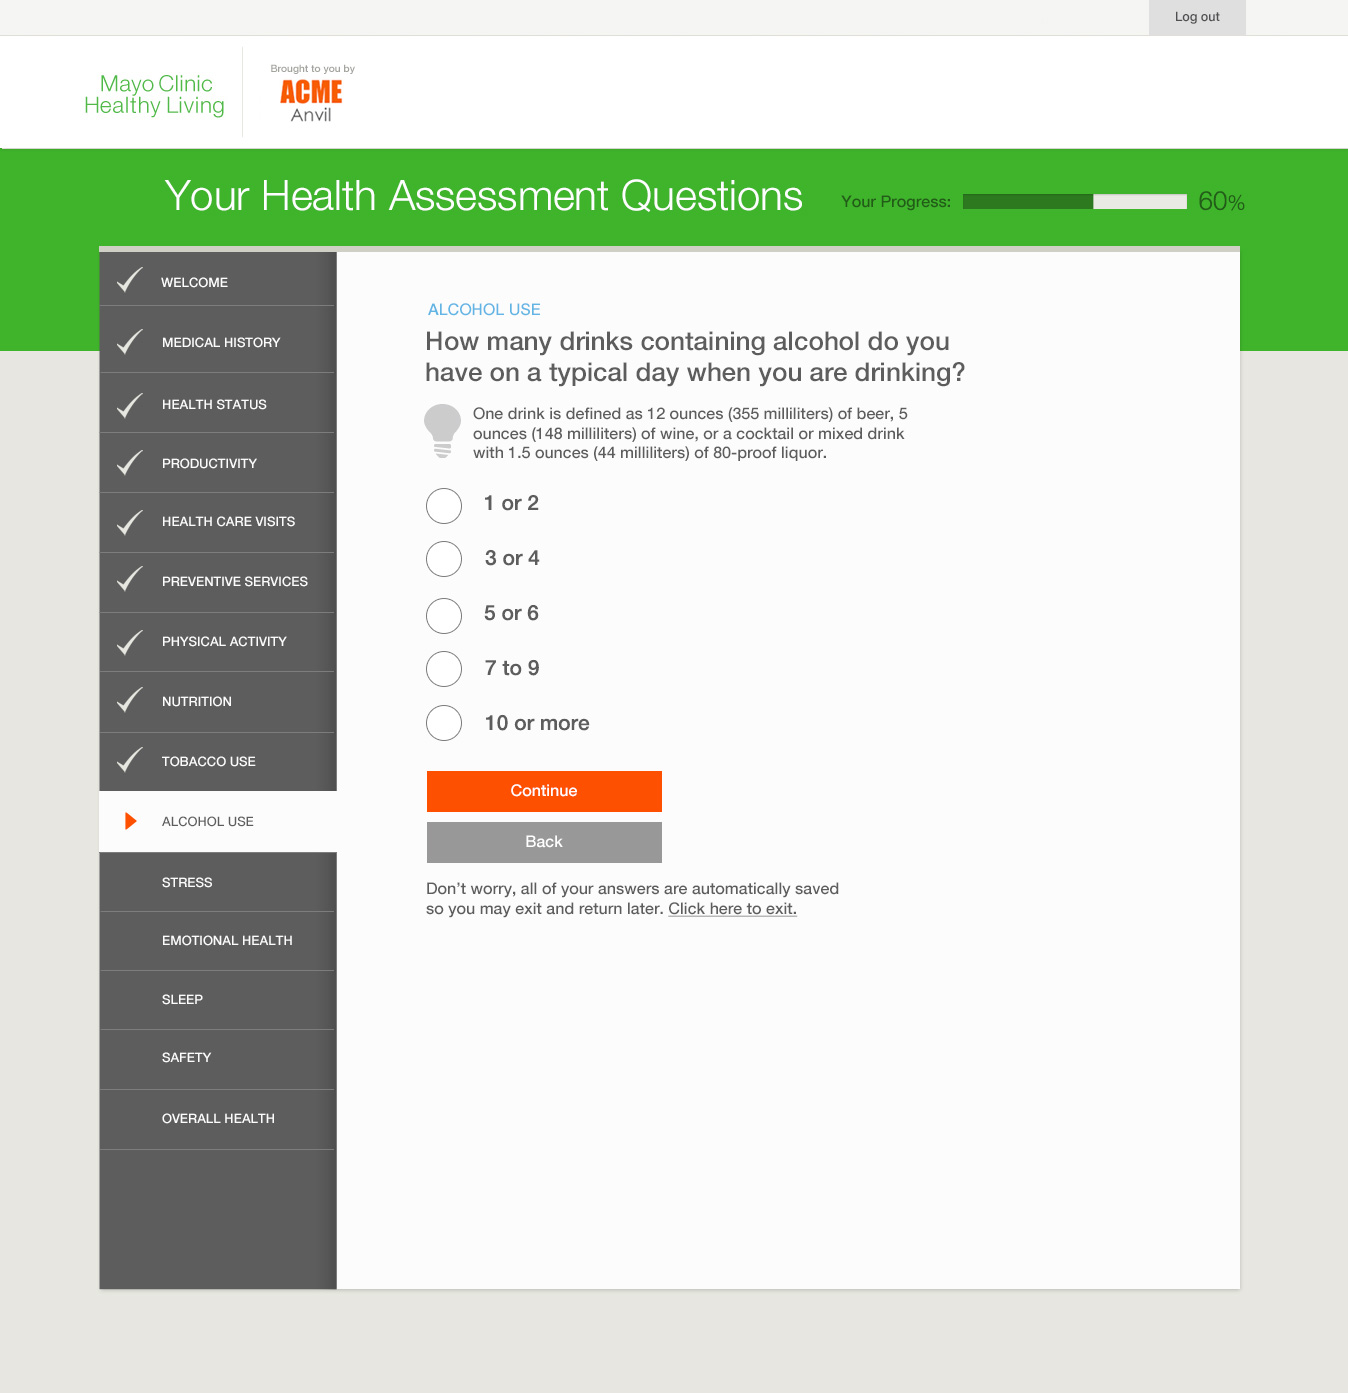 Log out
Mayo Clinic
Healthy Living
Brought to you by
ACME
Anvil
Your Health Assessment Questions
Your Progress:
60%
WELCOME
MEDICAL HISTORY
HEALTH STATUS
PRODUCTIVITY
HEALTH CARE VISITS
PREVENTIVE SERVICES
PHYSICAL ACTIVITY
NUTRITION
TOBACCO USE
ALCOHOL USE
STRESS
EMOTIONAL HEALTH
SLEEP
SAFETY
OVERALL HEALTH
ALCOHOL USE
How many drinks containing alcohol do you
have on a typical day when you are drinking?
One drink is defined as 12 ounces (355 milliliters) of beer, 5
ounces (148 milliliters) of wine, or a cocktail or mixed drink
with 1.5 ounces (44 milliliters) of 80-proof liquor.
1 or 2
3 or 4
5 or 6
7 to 9
10 or more
Continue
Back
Don’t worry, all of your answers are automatically saved
so you may exit and return later. Click here to exit.